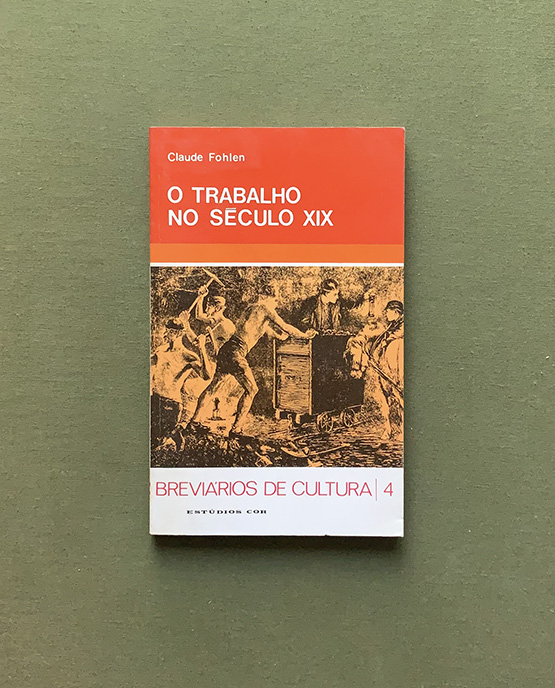 Claude Fohlen
O TRABALHO
NO SÉCULO XIX
BREVIÁRIOS DE CULTURA | 4
ESTÚDIOS COR